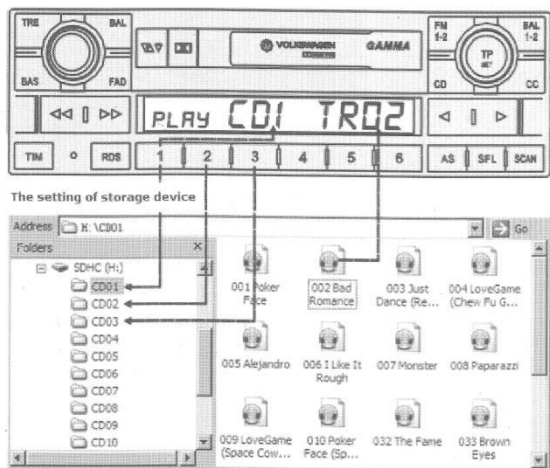 TRE
BAL
BAS
FAD
VOLKSWAGEN
GAMMA
FM
1-2
BAL
1-2
TP
SET
CD
CC
PLAY CD1 TR02
TIM
RDS
1
2
3
4
5
6
AS
SFL
SCAN
The setting of storage device
Address
H:\CD01
Go
Folders
×
SDHC (H:)
CD01
CD02
CD03
CD04
CD05
CD06
CD07
CD08
CD09
CD10
001 Poker
Face
002 Bad
Romance
003 Just
Dance (Re...
004 LoveGame
(Chew Fu G...
005 Alejandro
006 I Like It
Rough
007 Monster
008 Paparazzi
009 LoveGame
(Space Cow...
010 Poker
Face (Sp...
032 The Fame
033 Brown
Eyes